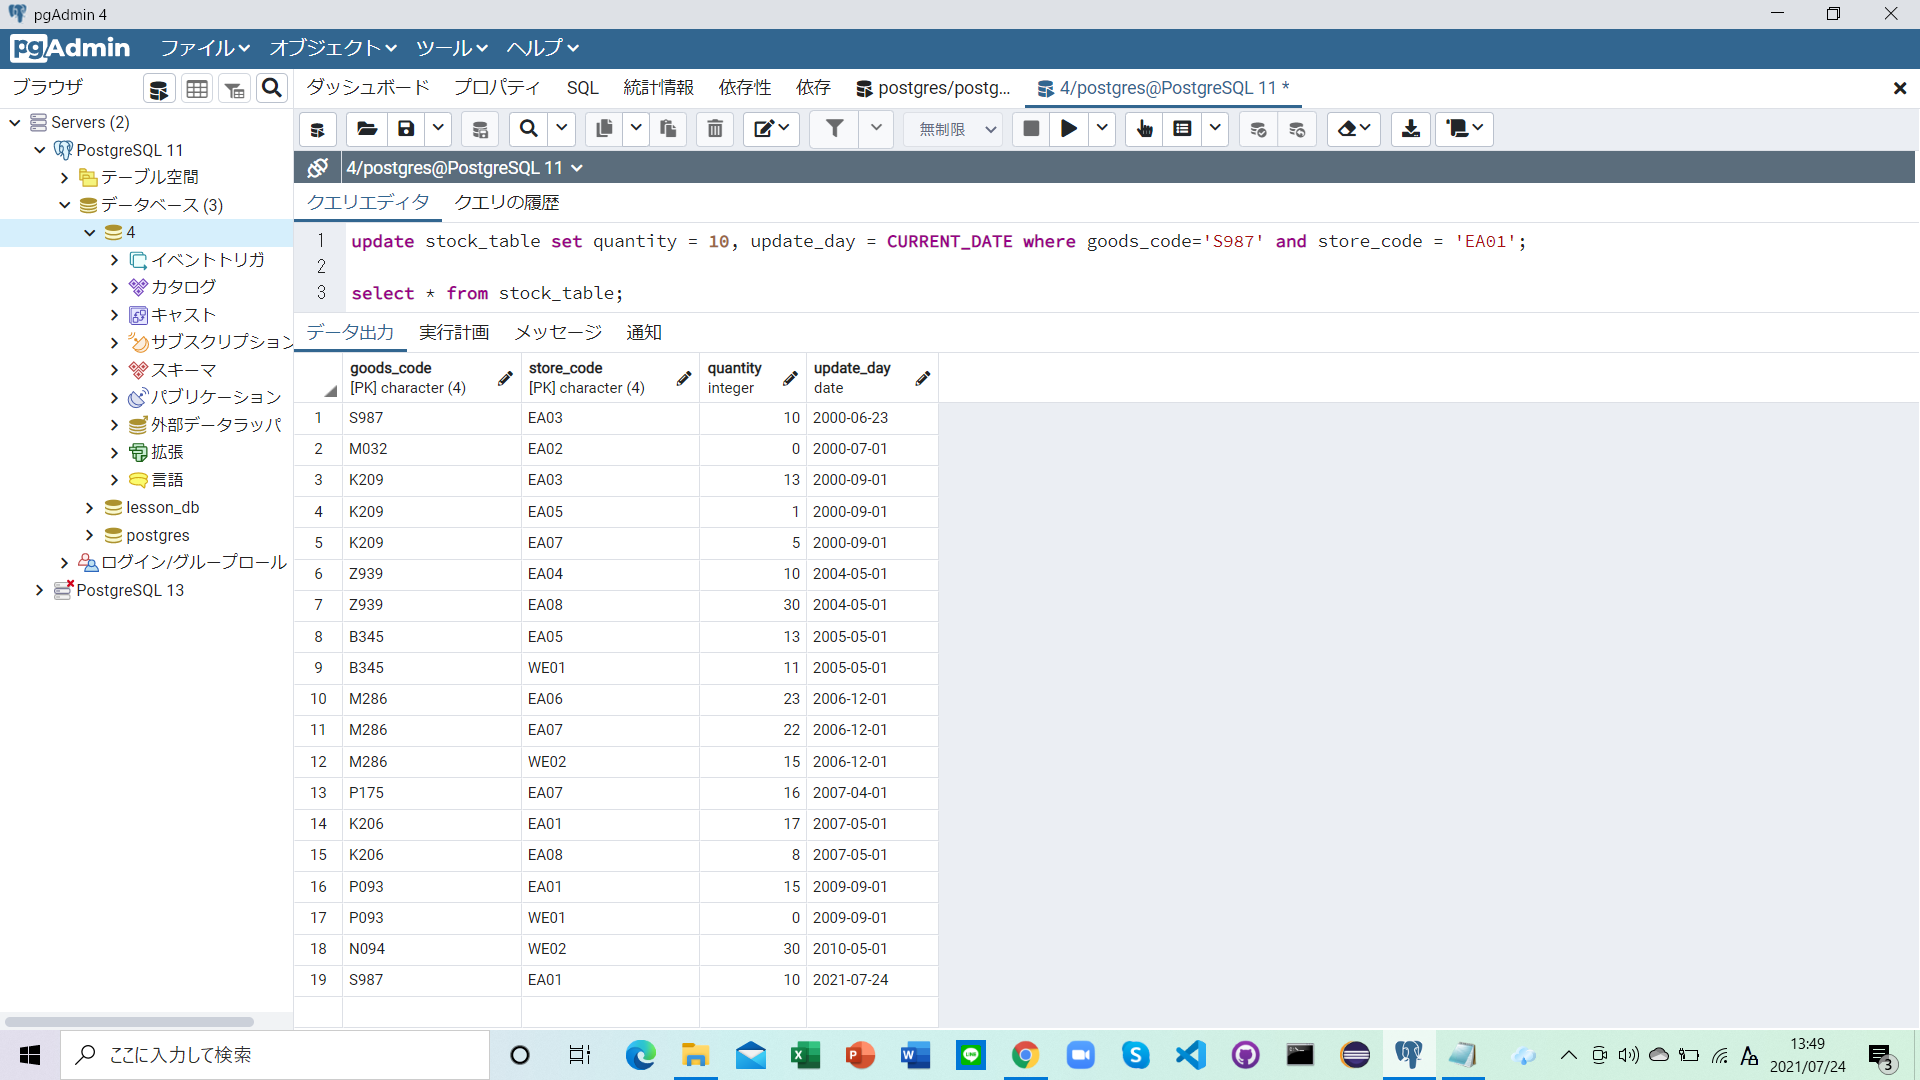 pgAdmin 4
pgAdmin ファイル オブジェクト ツール ヘルプ
ブラウザ
ダッシュボード プロパティ SQL 統計情報 依存性 依存 postgres/postg... 4/postgres@PostgreSQL 11 *
Servers (2)
PostgreSQL 11
テーブル空間
データベース (3)
4
イベントトリガ
カタログ
キャスト
サブスクリプション
スキーマ
パブリケーション
外部データラッパ
拡張
言語
lesson_db
postgres
ログイン/グループロール
PostgreSQL 13
無制限
4/postgres@PostgreSQL 11
クエリエディタ クエリの履歴
1 update stock_table set quantity = 10, update_day = CURRENT_DATE where goods_code='S987' and store_code = 'EA01';
2
3 select * from stock_table;
データ出力 実行計画 メッセージ 通知
goods_code store_code quantity update_day
[PK] character (4) [PK] character (4) integer date
1 S987 EA03 10 2000-06-23
2 M032 EA02 0 2000-07-01
3 K209 EA03 13 2000-09-01
4 K209 EA05 1 2000-09-01
5 K209 EA07 5 2000-09-01
6 Z939 EA04 10 2004-05-01
7 Z939 EA08 30 2004-05-01
8 B345 EA05 13 2005-05-01
9 B345 WE01 11 2005-05-01
10 M286 EA06 23 2006-12-01
11 M286 EA07 22 2006-12-01
12 M286 WE02 15 2006-12-01
13 P175 EA07 16 2007-04-01
14 K206 EA01 17 2007-05-01
15 K206 EA08 8 2007-05-01
16 P093 EA01 15 2009-09-01
17 P093 WE01 0 2009-09-01
18 N094 WE02 30 2010-05-01
19 S987 EA01 10 2021-07-24
ここに入力して検索
13:49
2021/07/24
3